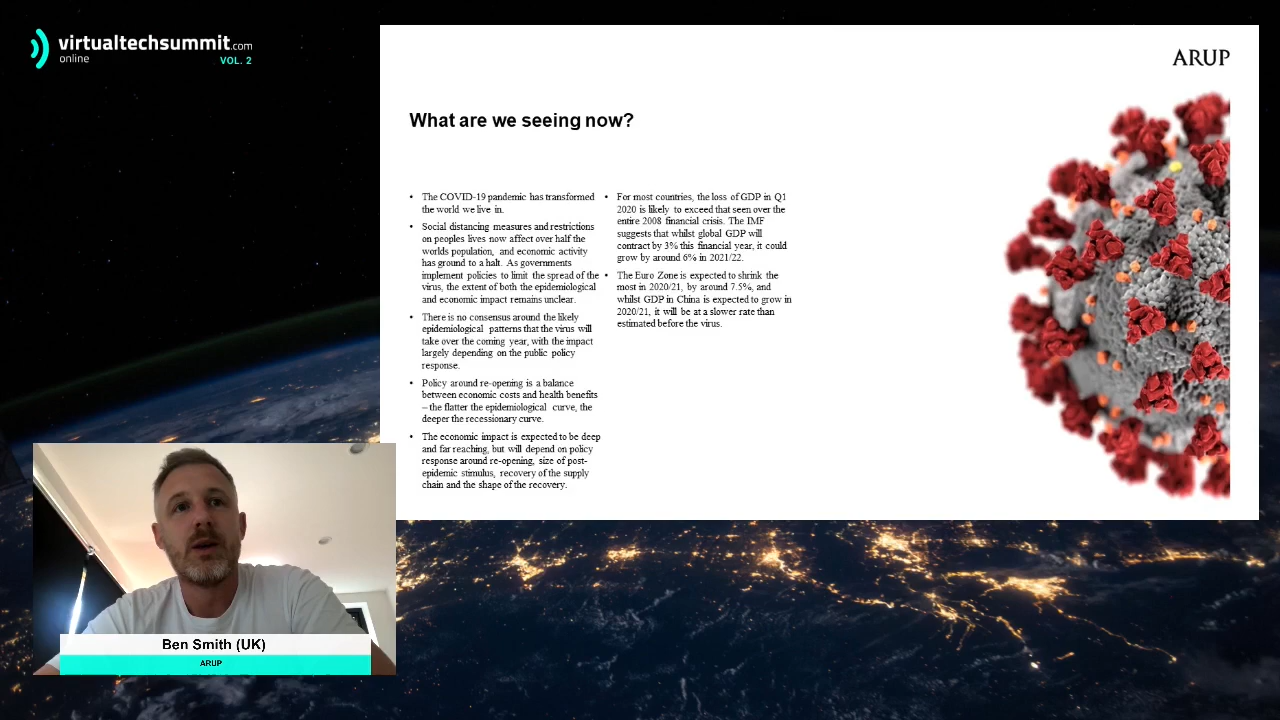 virtualtechsummit.com
online
VOL. 2
ARUP
What are we seeing now?
• The COVID-19 pandemic has transformed
the world we live in.
• Social distancing measures and restrictions
on peoples lives now affect over half the
worlds population, and economic activity
has ground to a halt. As governments
implement policies to limit the spread of the
virus, the extent of both the epidemiological
and economic impact remains unclear.
• There is no consensus around the likely
epidemiological patterns that the virus will
take over the coming year, with the impact
largely depending on the public policy
response.
• Policy around re-opening is a balance
between economic costs and health benefits
– the flatter the epidemiological curve, the
deeper the recessionary curve.
• The economic impact is expected to be deep
and far reaching, but will depend on policy
response around re-opening, size of post-
epidemic stimulus, recovery of the supply
chain and the shape of the recovery.
• For most countries, the loss of GDP in Q1
2020 is likely to exceed that seen over the
entire 2008 financial crisis. The IMF
suggests that whilst global GDP will
contract by 3% this financial year, it could
grow by around 6% in 2021/22.
• The Euro Zone is expected to shrink the
most in 2020/21, by around 7.5%, and
whilst GDP in China is expected to grow in
2020/21, it will be at a slower rate than
estimated before the virus.
Ben Smith (UK)
ARUP